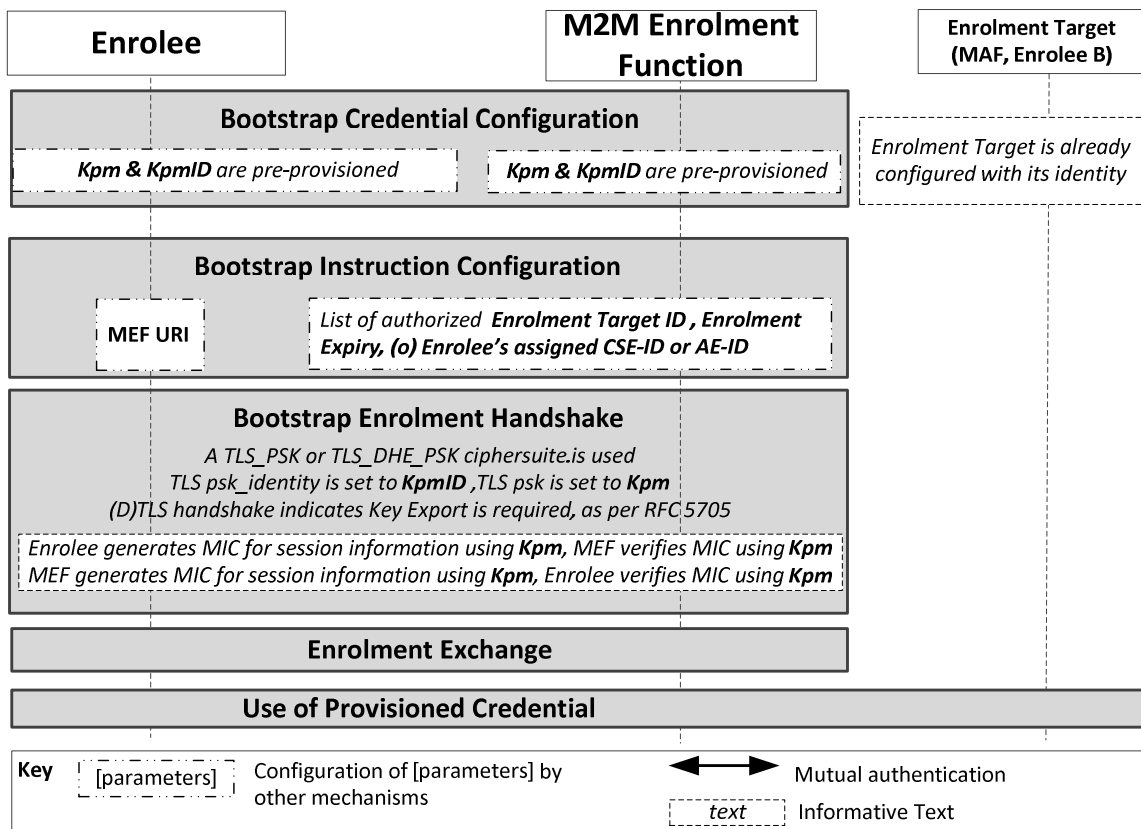 Enrolee
M2M Enrolment
Function
Enrolment Target
(MAF, Enrolee B)
Bootstrap Credential Configuration
Kpm & KpmID are pre-provisioned
Kpm & KpmID are pre-provisioned
Enrolment Target is already
configured with its identity
Bootstrap Instruction Configuration
MEF URI
List of authorized Enrolment Target ID , Enrolment
Expiry, (o) Enrolee's assigned CSE-ID or AE-ID
Bootstrap Enrolment Handshake
A TLS_PSK or TLS_DHE_PSK ciphersuite.is used
TLS psk_identity is set to KpmID ,TLS psk is set to Kpm
(D)TLS handshake indicates Key Export is required, as per RFC 5705
Enrolee generates MIC for session information using Kpm, MEF verifies MIC using Kpm
MEF generates MIC for session information using Kpm, Enrolee verifies MIC using Kpm
Enrolment Exchange
Use of Provisioned Credential
Key
[parameters]
Configuration of [parameters] by
other mechanisms
Mutual authentication
text
Informative Text